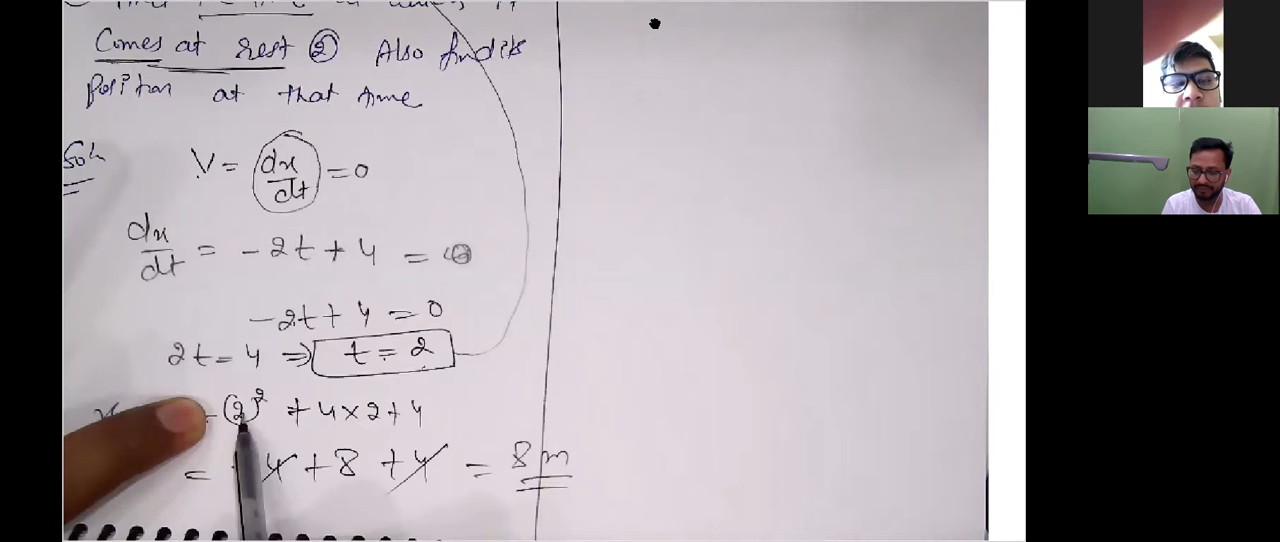 Comes at rest ② Also find its
Position at that time
Soln V = dx/dt = 0
dx/dt = -2t + 4 = 0
-2t + 4 = 0
2t = 4 ⇒ t = 2
- (2)² + 4 × 2 + 4
= 4 + 8 + 4 = 8 m